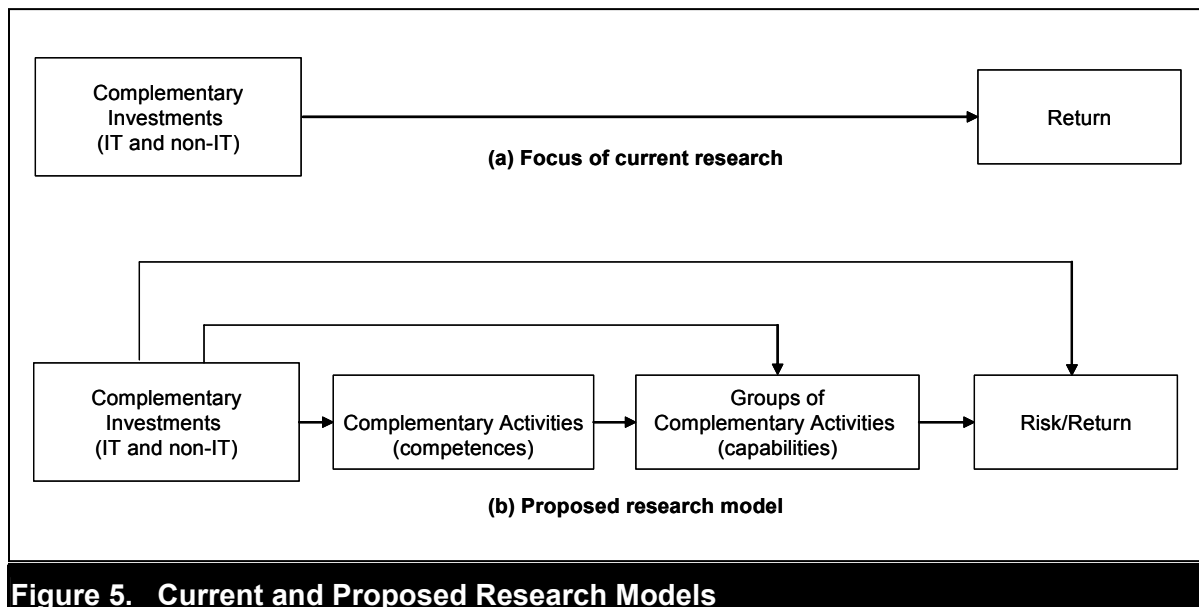 Complementary
Investments
(IT and non-IT)
Return
(a) Focus of current research
Complementary
Investments
(IT and non-IT)
Complementary Activities
(competences)
Groups of
Complementary Activities
(capabilities)
Risk/Return
(b) Proposed research model
Figure 5. Current and Proposed Research Models